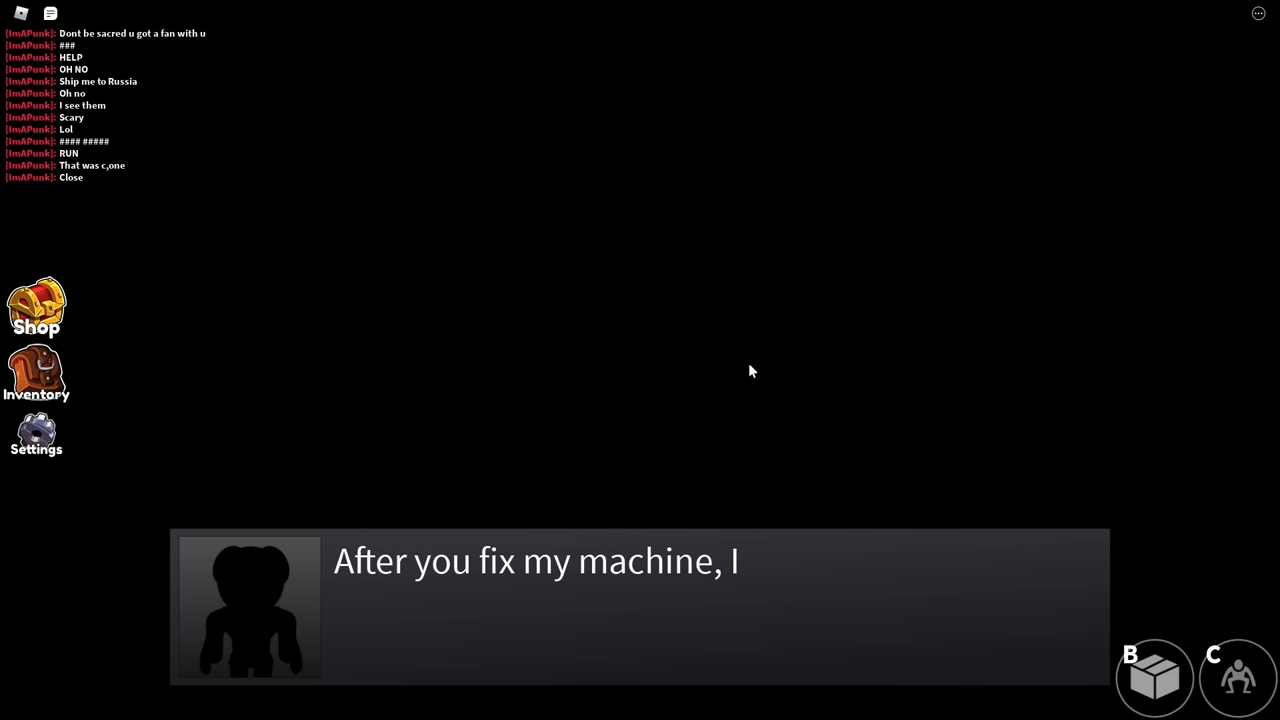 [ImAPunk]: Dont be sacred u got a fan with u
[ImAPunk]: ###
[ImAPunk]: HELP
[ImAPunk]: OH NO
[ImAPunk]: Ship me to Russia
[ImAPunk]: Oh no
[ImAPunk]: I see them
[ImAPunk]: Scary
[ImAPunk]: Lol
[ImAPunk]: #### #####
[ImAPunk]: RUN
[ImAPunk]: That was c,one
[ImAPunk]: Close
Shop
Inventory
Settings
After you fix my machine, I
B
C